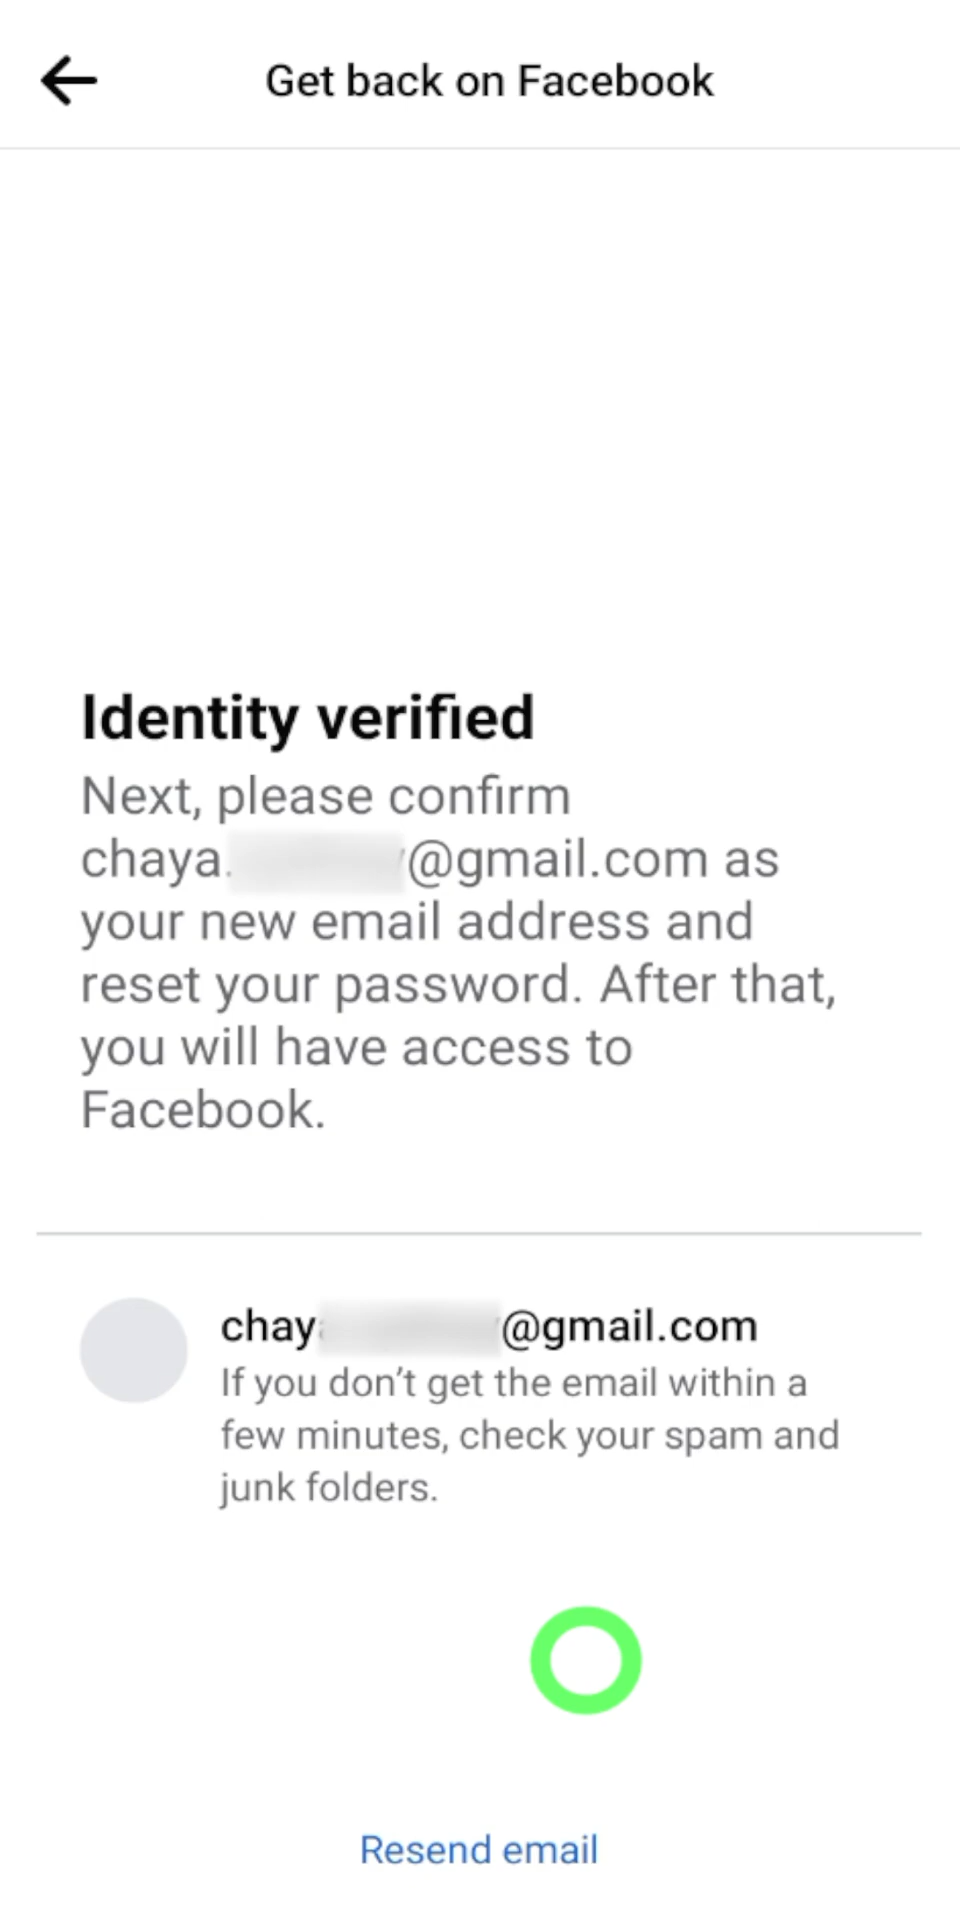 Get back on Facebook
Identity verified
Next, please confirm
chaya. @gmail.com as
your new email address and
reset your password. After that,
you will have access to
Facebook.
chay @gmail.com
If you don’t get the email within a
few minutes, check your spam and
junk folders.
Resend email